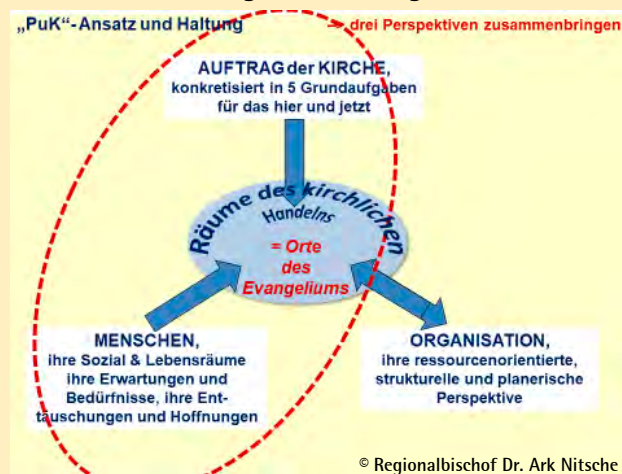 „PuK“-Ansatz und Haltung → drei Perspektiven zusammenbringen
AUFTRAG der KIRCHE,
konkretisiert in 5 Grundaufgaben
für das hier und jetzt
Räume des kirchlichen
Handelns
= Orte
des
Evangeliums
MENSCHEN,
ihre Sozial & Lebensräume
ihre Erwartungen und
Bedürfnisse, ihre Ent-
täuschungen und Hoffnungen
ORGANISATION,
ihre ressourcenorientierte,
strukturelle und planerische
Perspektive
© Regionalbischof Dr. Ark Nitsche